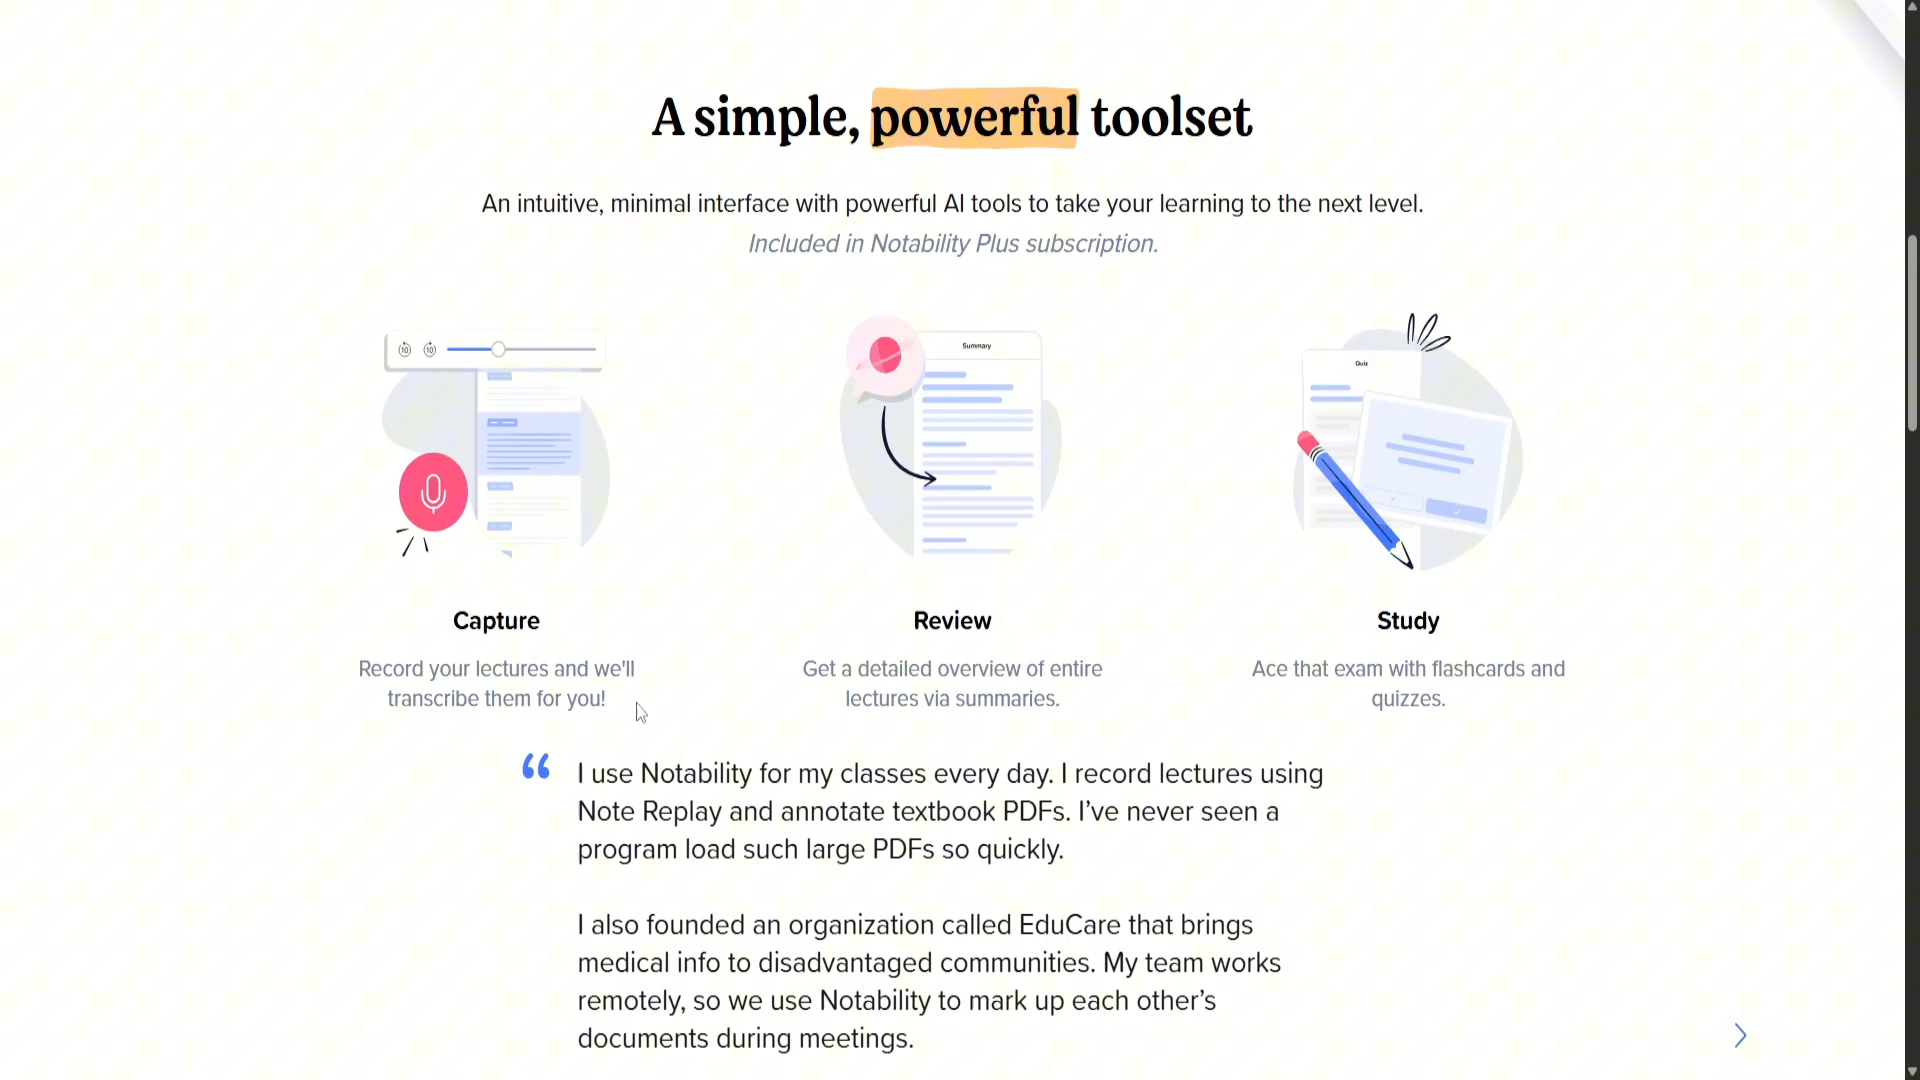 A simple, powerful toolset
An intuitive, minimal interface with powerful AI tools to take your learning to the next level.
Included in Notability Plus subscription.
10 10
Summary
Quiz
Capture
Record your lectures and we'll
transcribe them for you!
Review
Get a detailed overview of entire
lectures via summaries.
Study
Ace that exam with flashcards and
quizzes.
“ I use Notability for my classes every day. I record lectures using
Note Replay and annotate textbook PDFs. I’ve never seen a
program load such large PDFs so quickly.
I also founded an organization called EduCare that brings
medical info to disadvantaged communities. My team works
remotely, so we use Notability to mark up each other’s
documents during meetings.